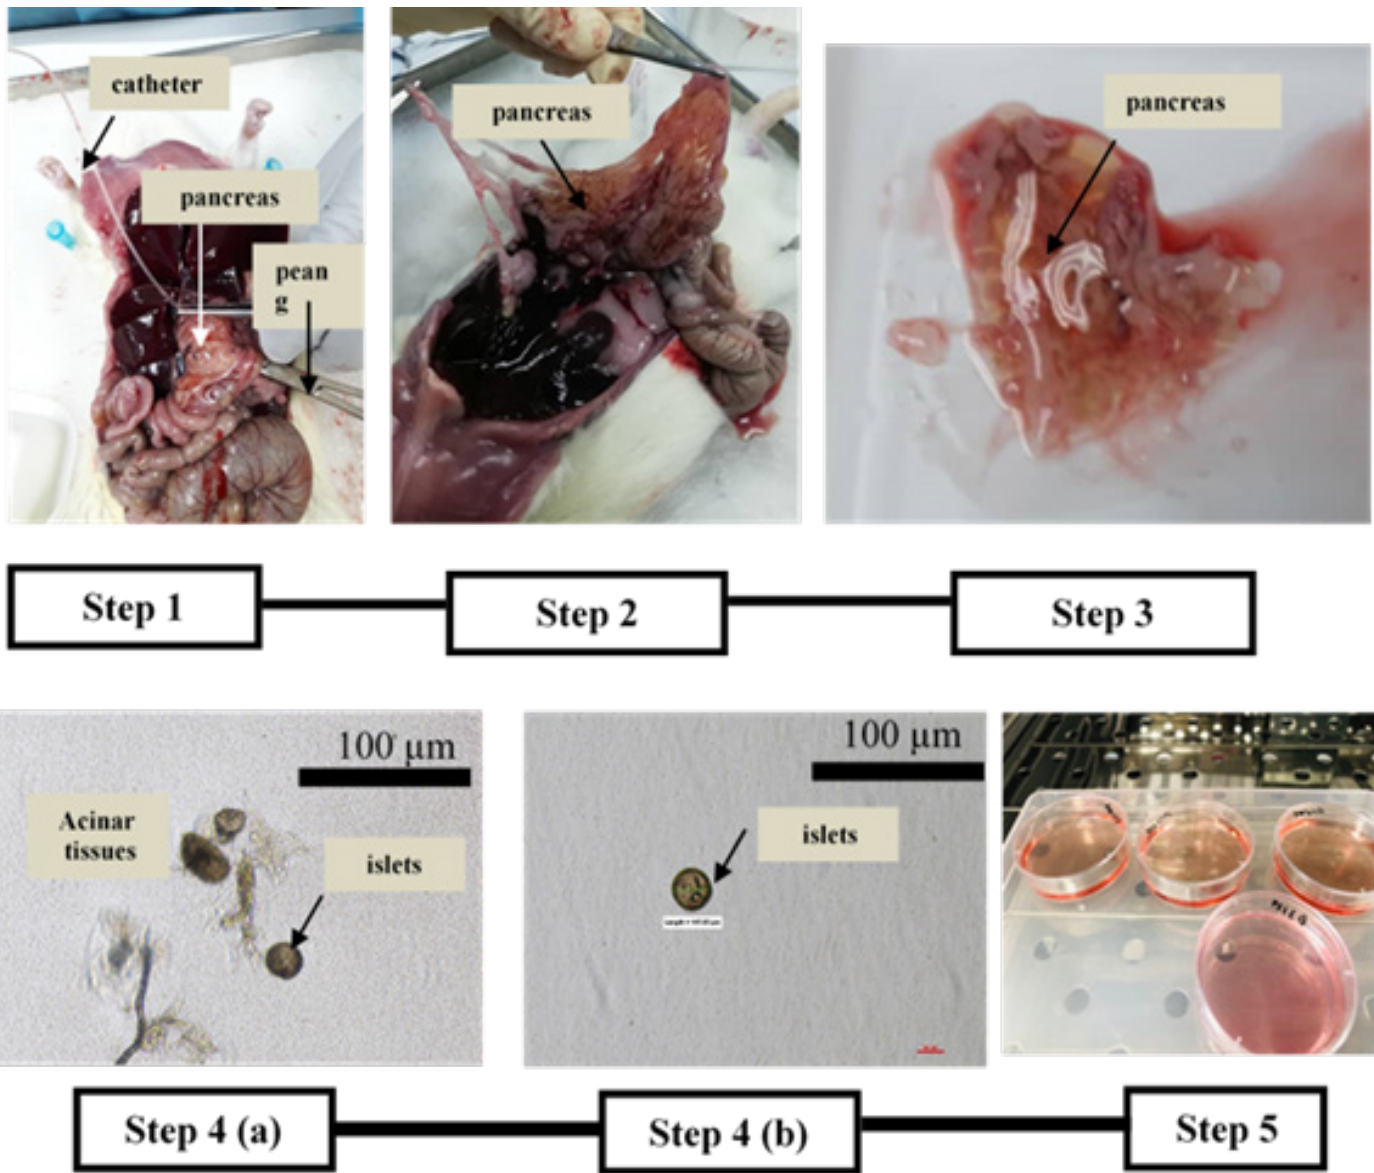 catheter
pancreas
pean
g
pancreas
pancreas
Step 1
Step 2
Step 3
100 µm
Acinar
tissues
islets
100 µm
islets
Step 4 (a)
Step 4 (b)
Step 5